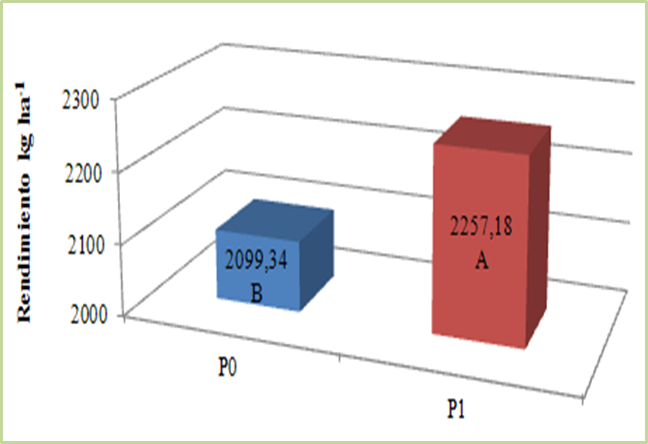 Rendimiento kg ha-1
2300
2200
2100
2000
2099,34
B
2257,18
A
P0
P1